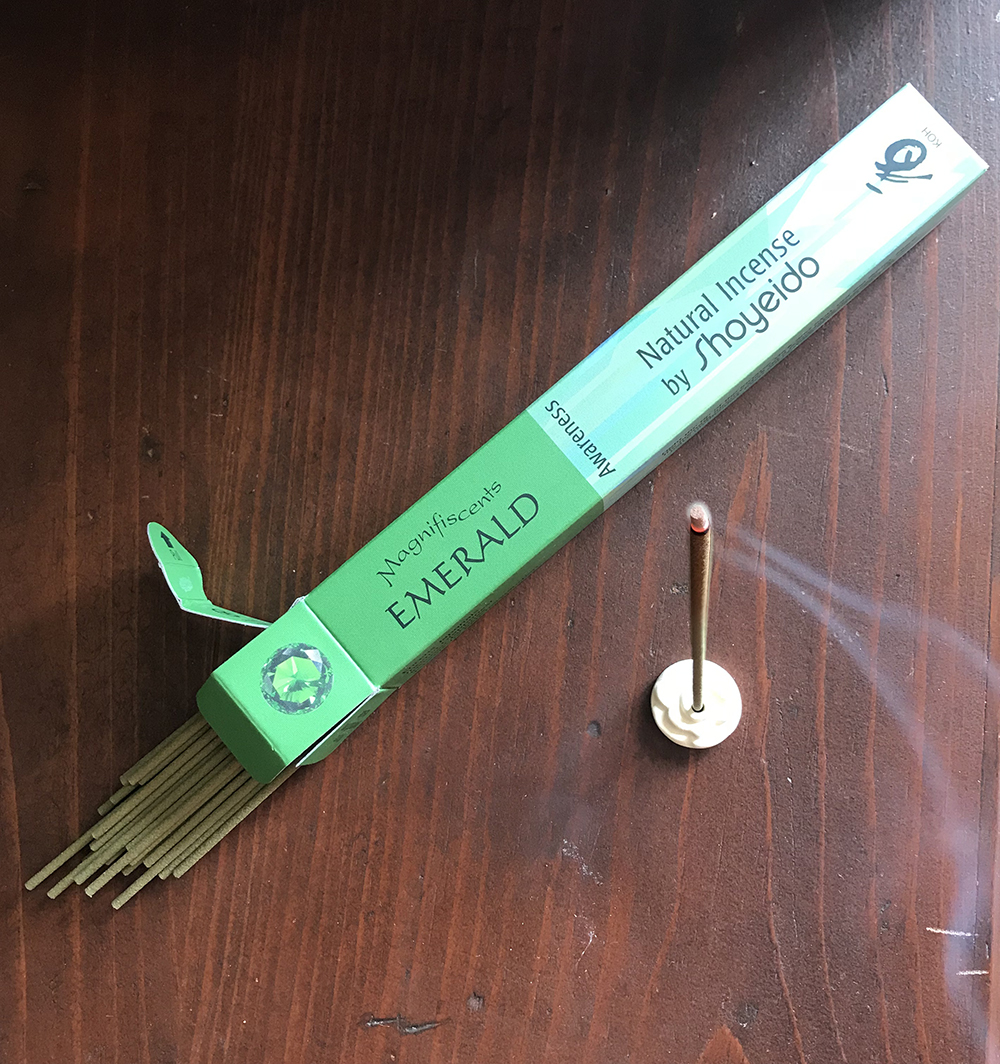 Magnifiscents
EMERALD
Awareness
Natural Incense
by Shoyeido
KOH